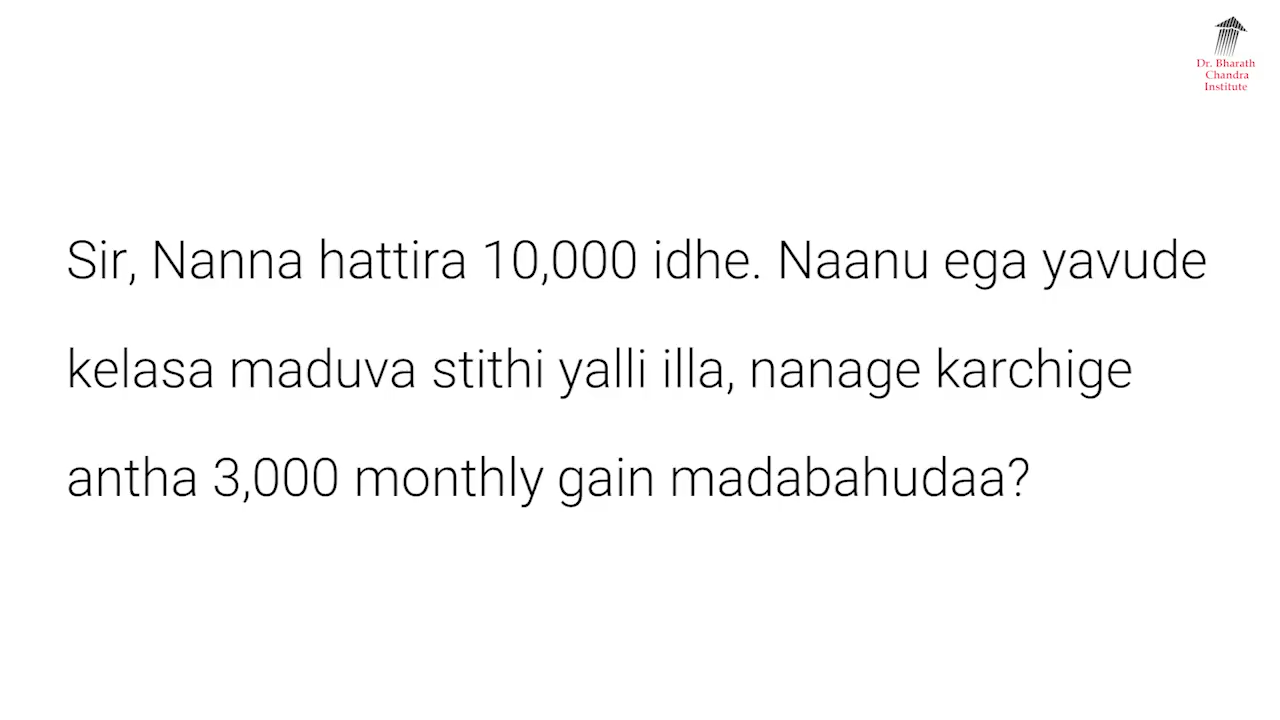 Dr. Bharath
Chandra
Institute
Sir, Nanna hattira 10,000 idhe. Naanu ega yavude
kelasa maduva stithi yalli illa, nanage karchige
antha 3,000 monthly gain madabahudaa?